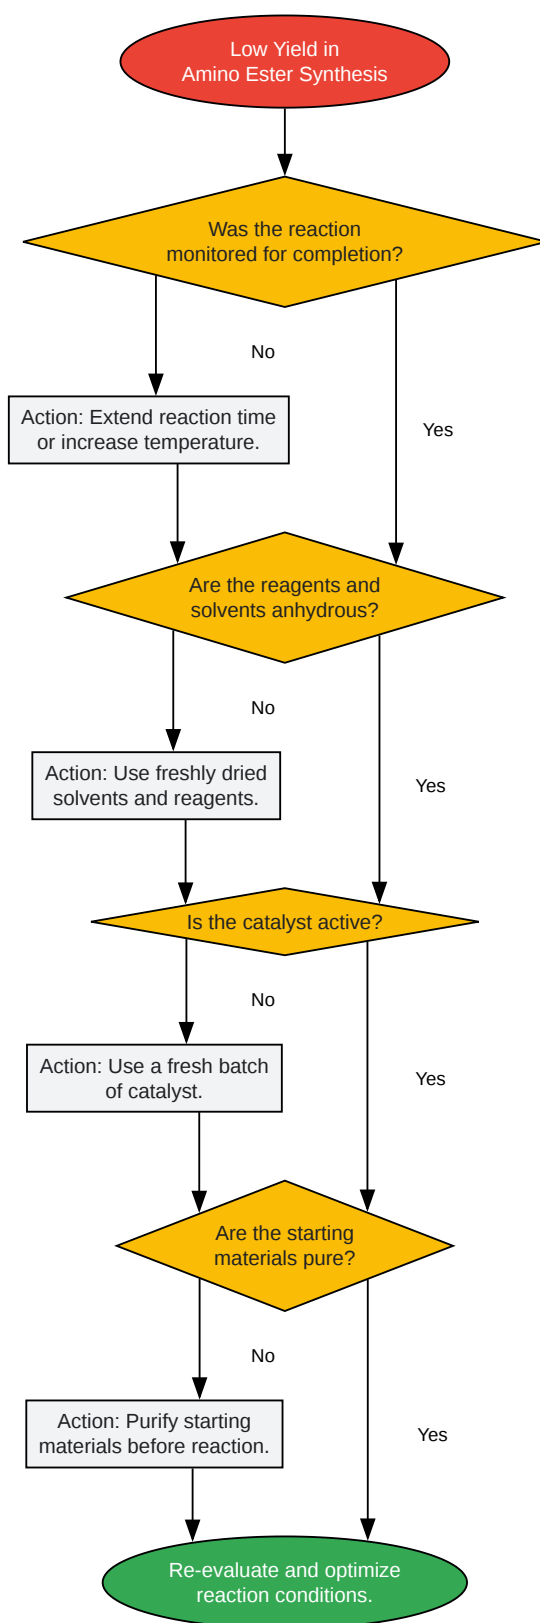 Low Yield in
Amino Ester Synthesis
Was the reaction
monitored for completion?
No
Action: Extend reaction time
or increase temperature.
Yes
Are the reagents and
solvents anhydrous?
No
Action: Use freshly dried
solvents and reagents.
Yes
Is the catalyst active?
No
Action: Use a fresh batch
of catalyst.
Yes
Are the starting
materials pure?
No
Action: Purify starting
materials before reaction.
Yes
Re-evaluate and optimize
reaction conditions.